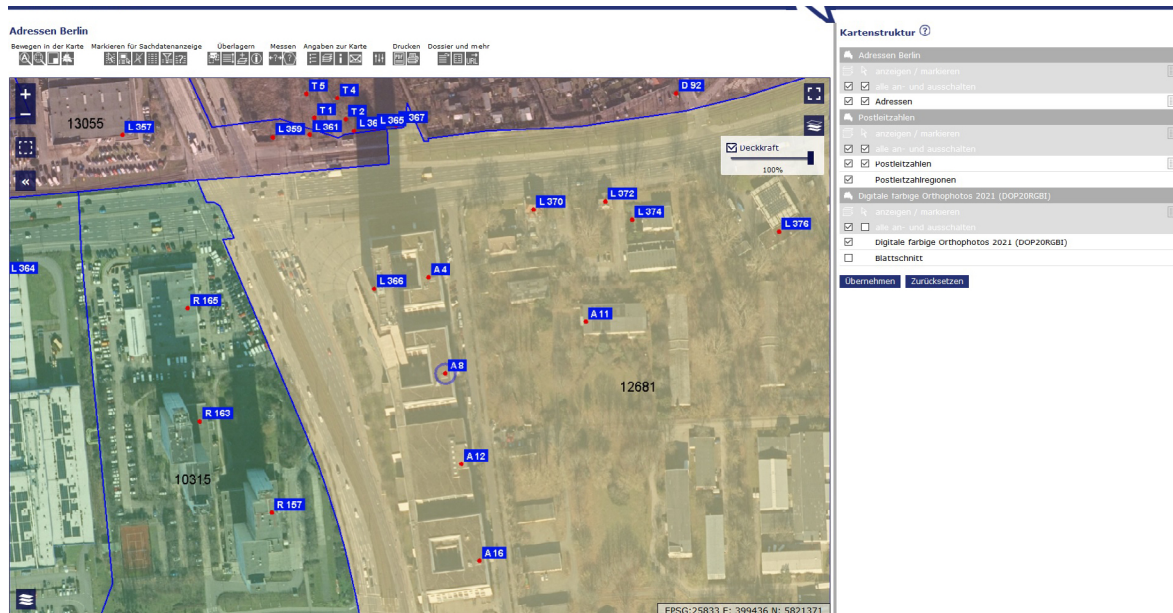 Adressen Berlin
Bewegen in der Karte Markieren für Sachdatenanzeige Überlagern Messen Angaben zur Karte Drucken Dossier und mehr
T 5
T 4
D 92
13055
L 357
T 1
T 2
L 359
L 361
L 365
367
Deckkraft
100%
L 370
L 372
L 374
L 376
L 364
A 4
L 366
R 165
A 11
A 8
12681
R 163
A 12
10315
R 157
A 16
EPSG:25833 E: 399436 N: 5821371
Kartenstruktur ?
Adressen Berlin
anzeigen / markieren
alle an- und ausschalten
Adressen
Postleitzahlen
anzeigen / markieren
alle an- und ausschalten
Postleitzahlen
Postleitzahlregionen
Digitale farbige Orthophotos 2021 (DOP20RGBI)
anzeigen / markieren
alle an- und ausschalten
Digitale farbige Orthophotos 2021 (DOP20RGBI)
Blattschnitt
Übernehmen Zurücksetzen